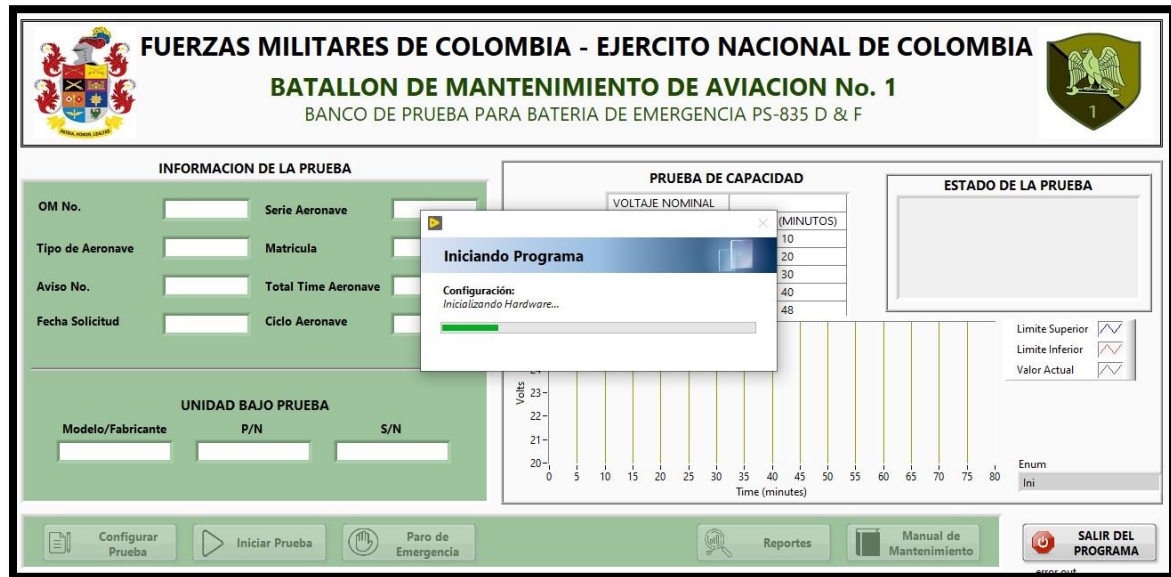 FUERZAS MILITARES DE COLOMBIA - EJERCITO NACIONAL DE COLOMBIA
BATALLON DE MANTENIMIENTO DE AVIACION No. 1
BANCO DE PRUEBA PARA BATERIA DE EMERGENCIA PS-835 D & F
PATRIA, HONOR, LEALTAD
1
INFORMACION DE LA PRUEBA
OM No.
Serie Aeronave
Tipo de Aeronave
Matricula
Aviso No.
Total Time Aeronave
Fecha Solicitud
Ciclo Aeronave
UNIDAD BAJO PRUEBA
Modelo/Fabricante
P/N
S/N
PRUEBA DE CAPACIDAD
VOLTAJE NOMINAL
(MINUTOS)
10
20
30
40
48
ESTADO DE LA PRUEBA
Iniciando Programa
Configuración:
Inicializando Hardware...
Limite Superior
Limite Inferior
Valor Actual
Volts
23
22
21
20
0 5 10 15 20 25 30 35 40 45 50 55 60 65 70 75 80
Time (minutes)
Enum
Ini
Configurar
Prueba
Iniciar Prueba
Paro de
Emergencia
Reportes
Manual de
Mantenimiento
SALIR DEL
PROGRAMA
error out